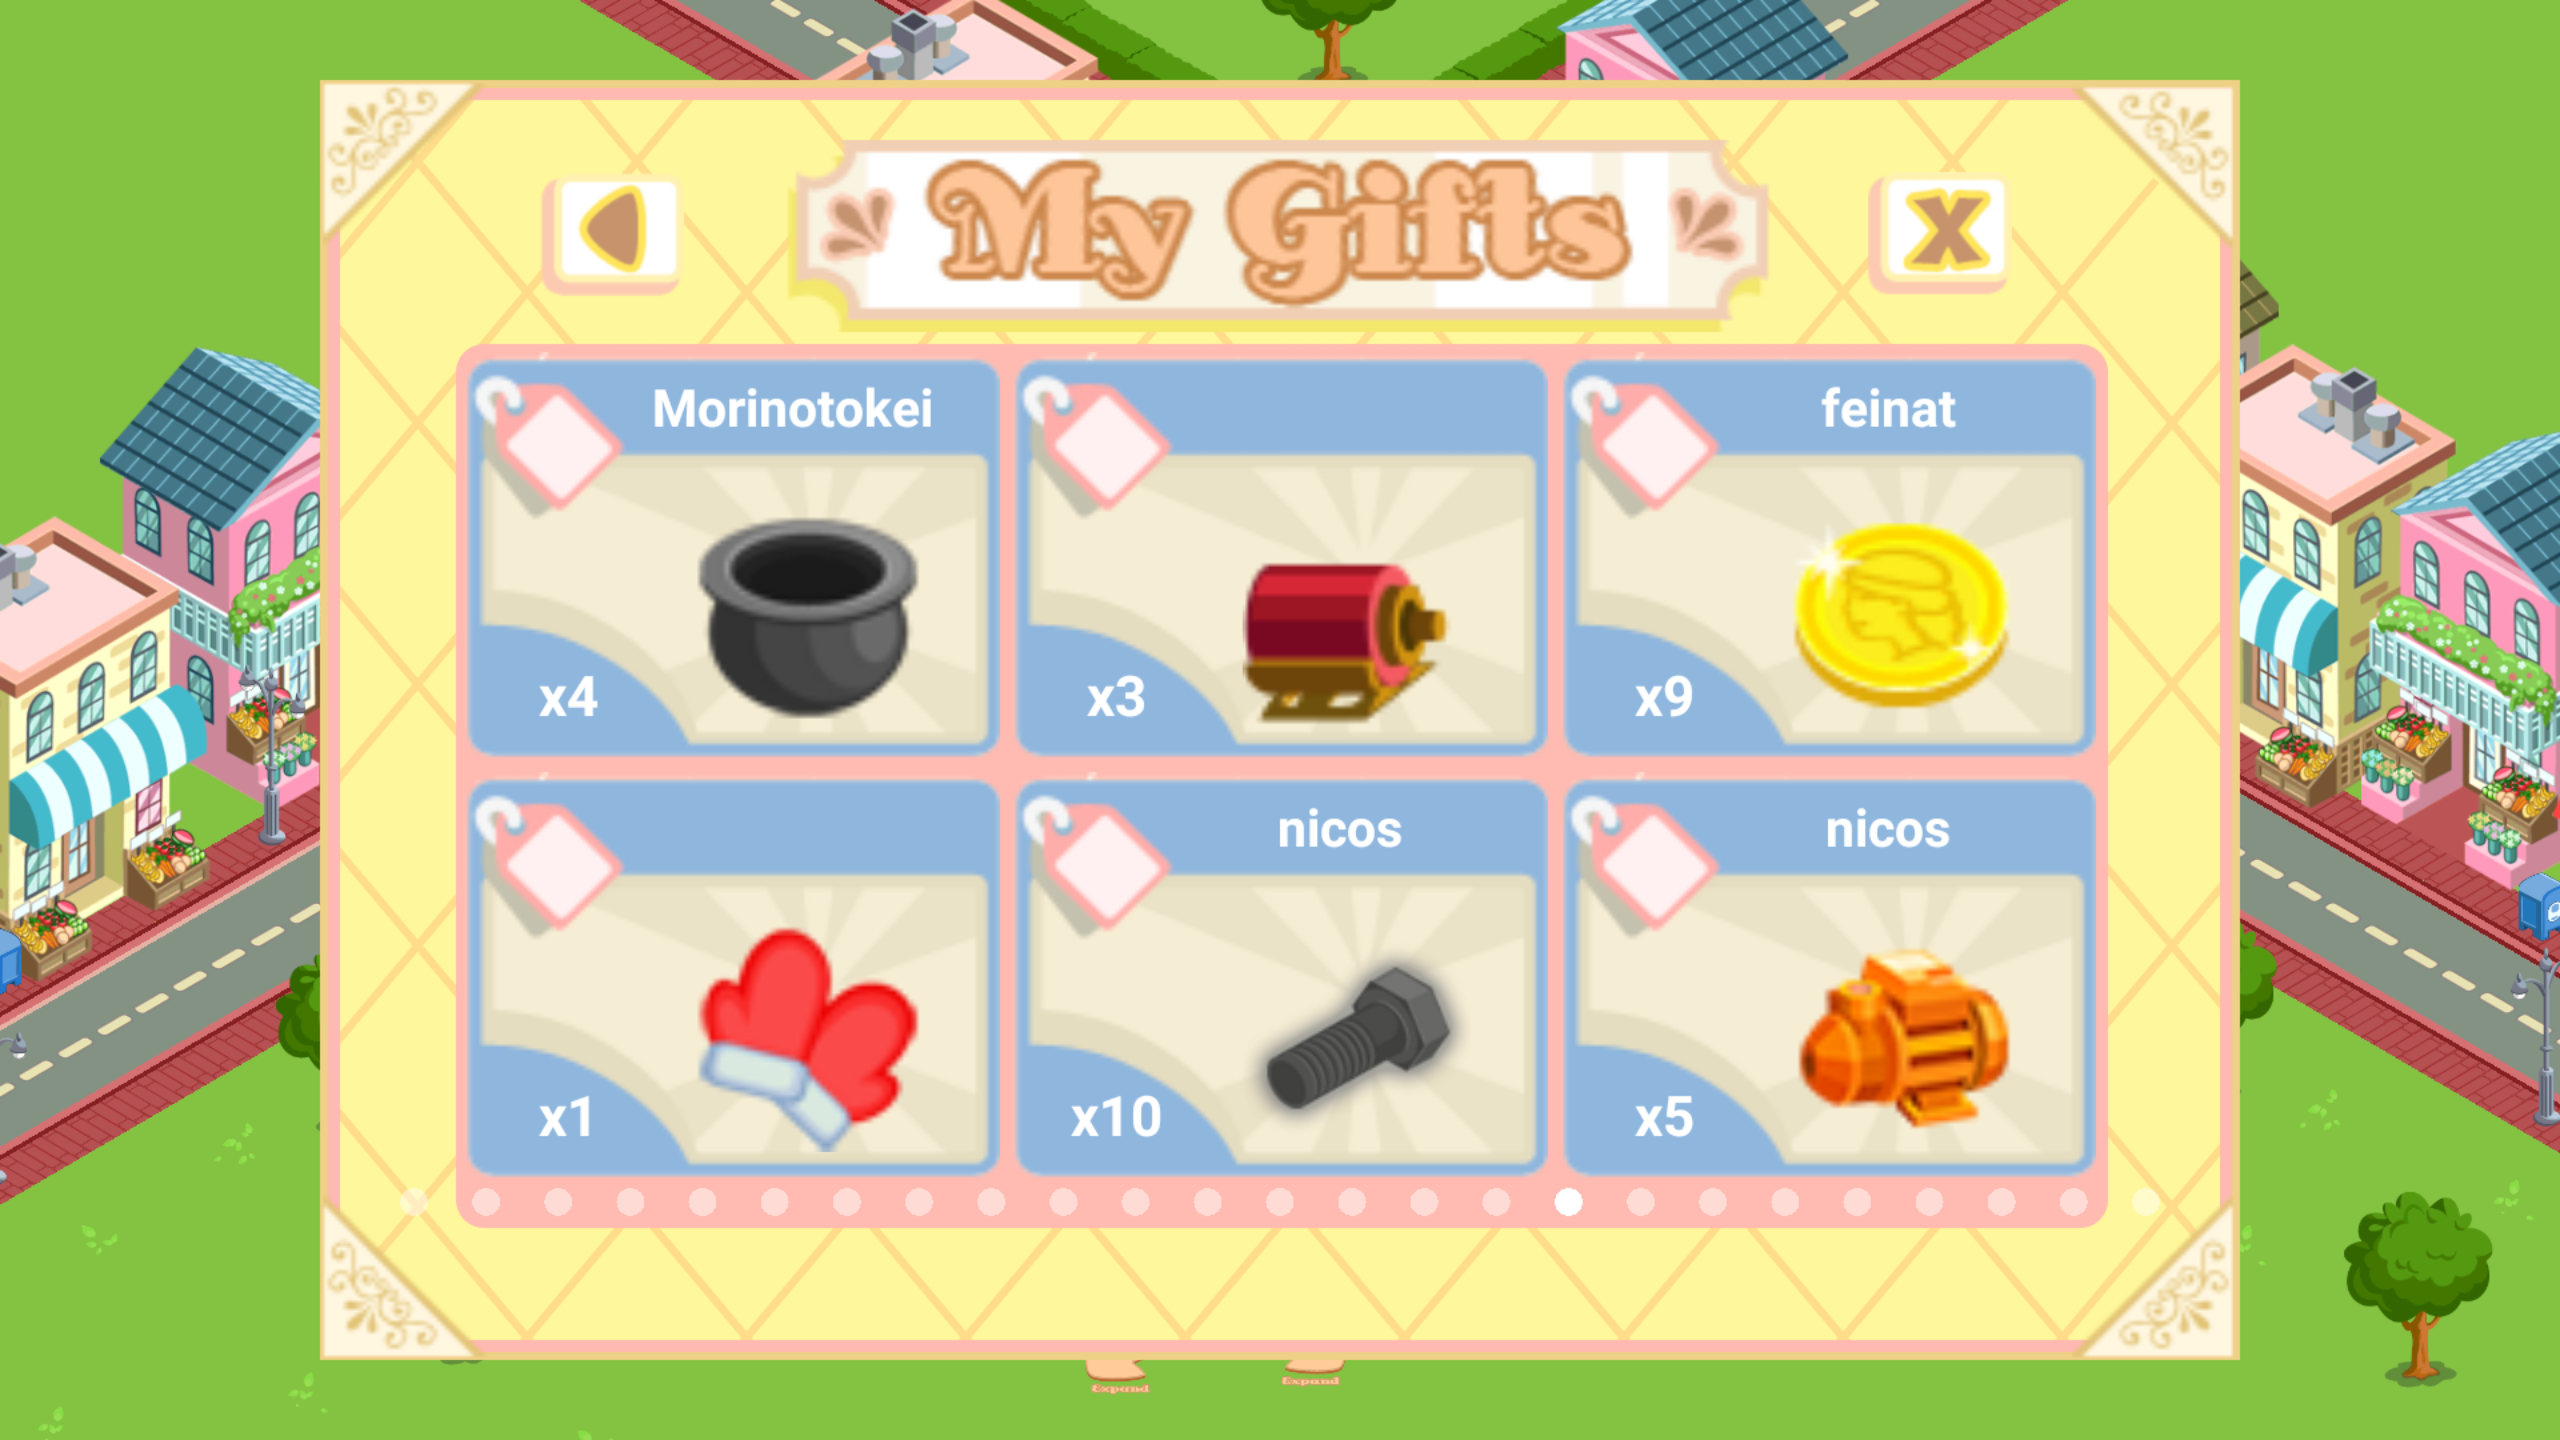 My Gifts
Morinotokei
feinat
x4
x3
x9
nicos
nicos
x1
x10
x5
Expand
Expand